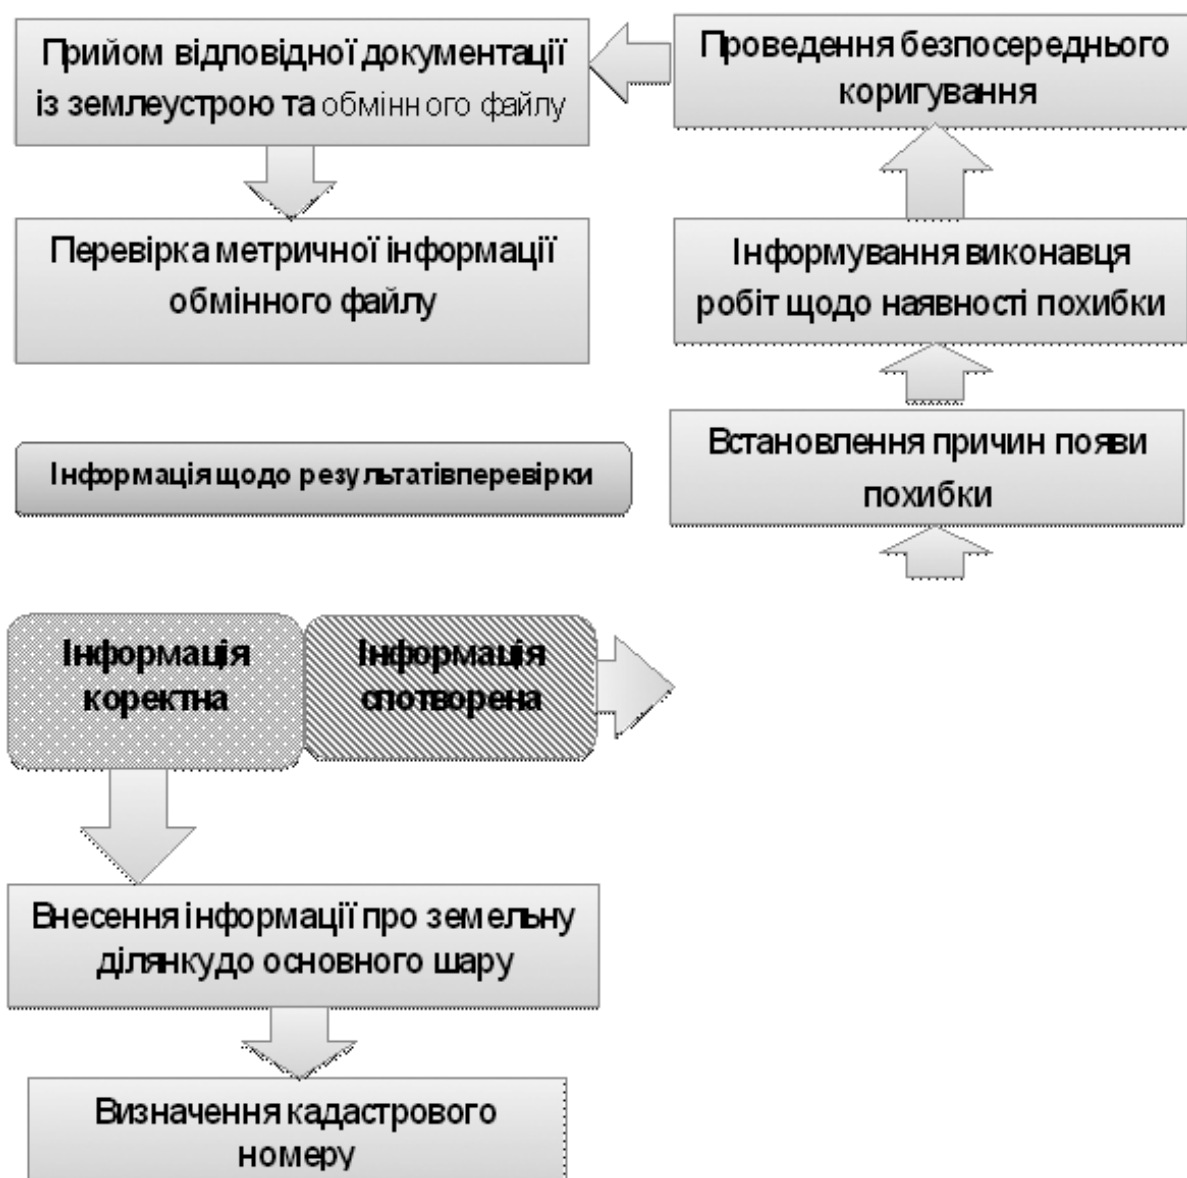 Прийом відповідної документації
із землеустрою та обмінного файлу
Проведення безпосереднього
коригування
Перевірка метричної інформації
обмінного файлу
Інформування виконавця
робіт щодо наявності похибки
Встановлення причин появи
похибки
Інформація щодо результатівперевірки
Інформація
коректна
Інформація
спотворена
Внесення інформації про земельну
ділянкудо основного шару
Визначення кадастрового
номеру